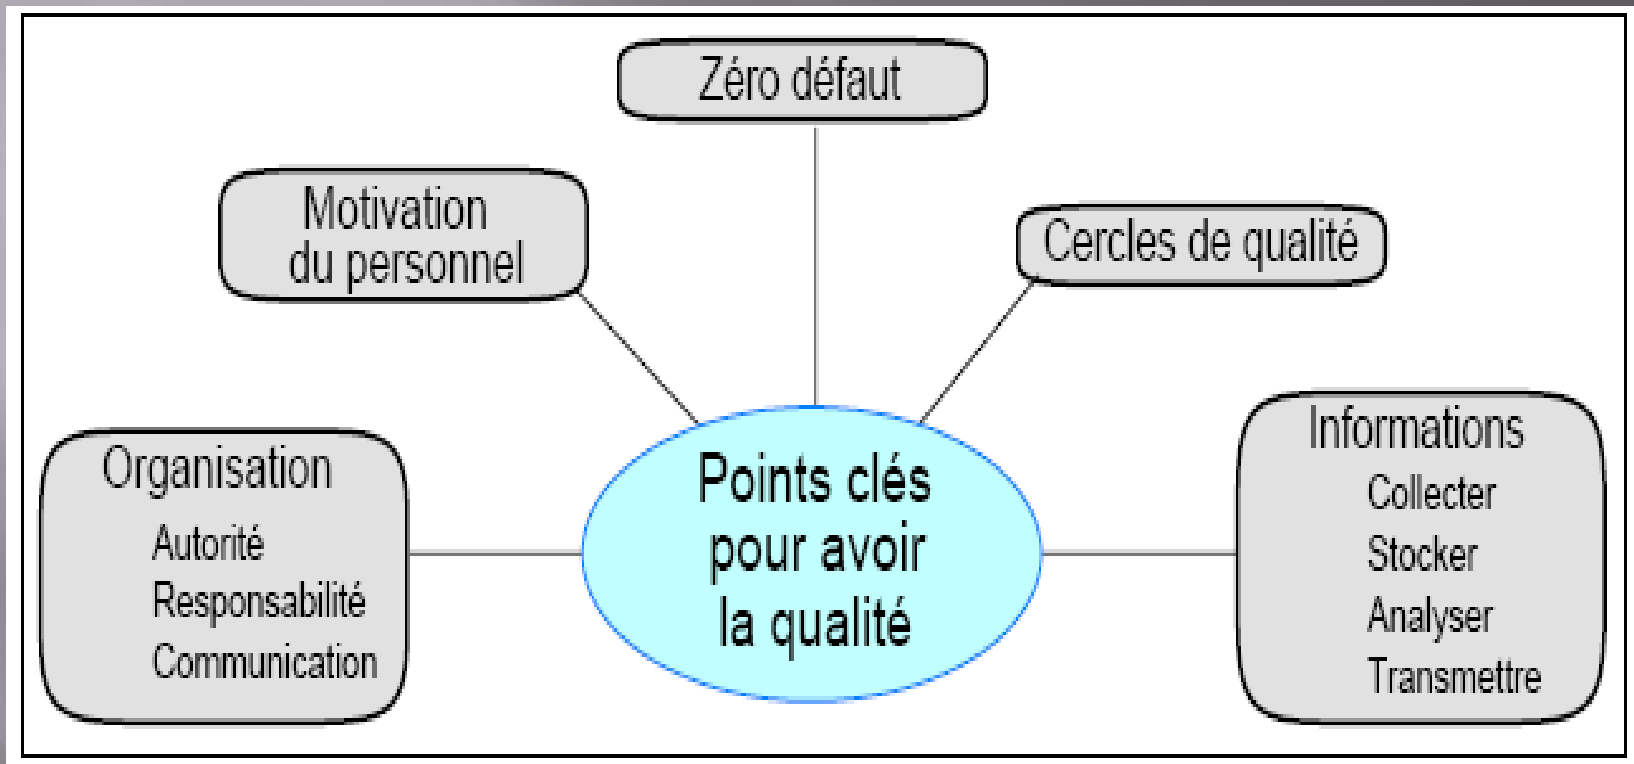 Zéro défaut
Motivation
du personnel
Cercles de qualité
Organisation
Autorité
Responsabilité
Communication
Points clés
pour avoir
la qualité
Informations
Collecter
Stocker
Analyser
Transmettre